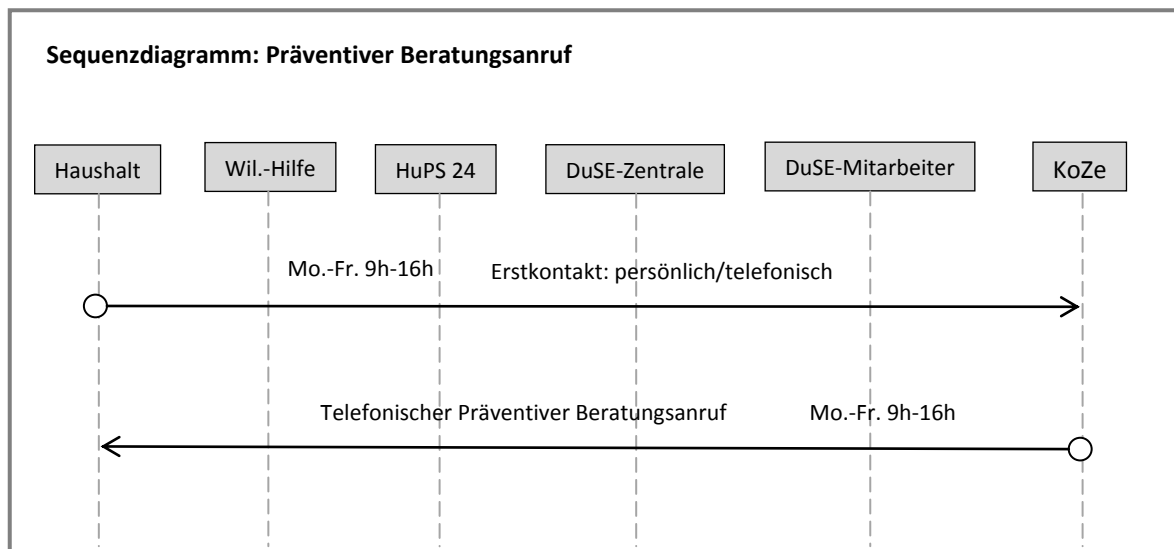 Sequenzdiagramm: Präventiver Beratungsanruf
Haushalt
Wil.-Hilfe
HuPS 24
DuSE-Zentrale
DuSE-Mitarbeiter
KoZe
Mo.-Fr. 9h-16h
Erstkontakt: persönlich/telefonisch
Telefonischer Präventiver Beratungsanruf
Mo.-Fr. 9h-16h